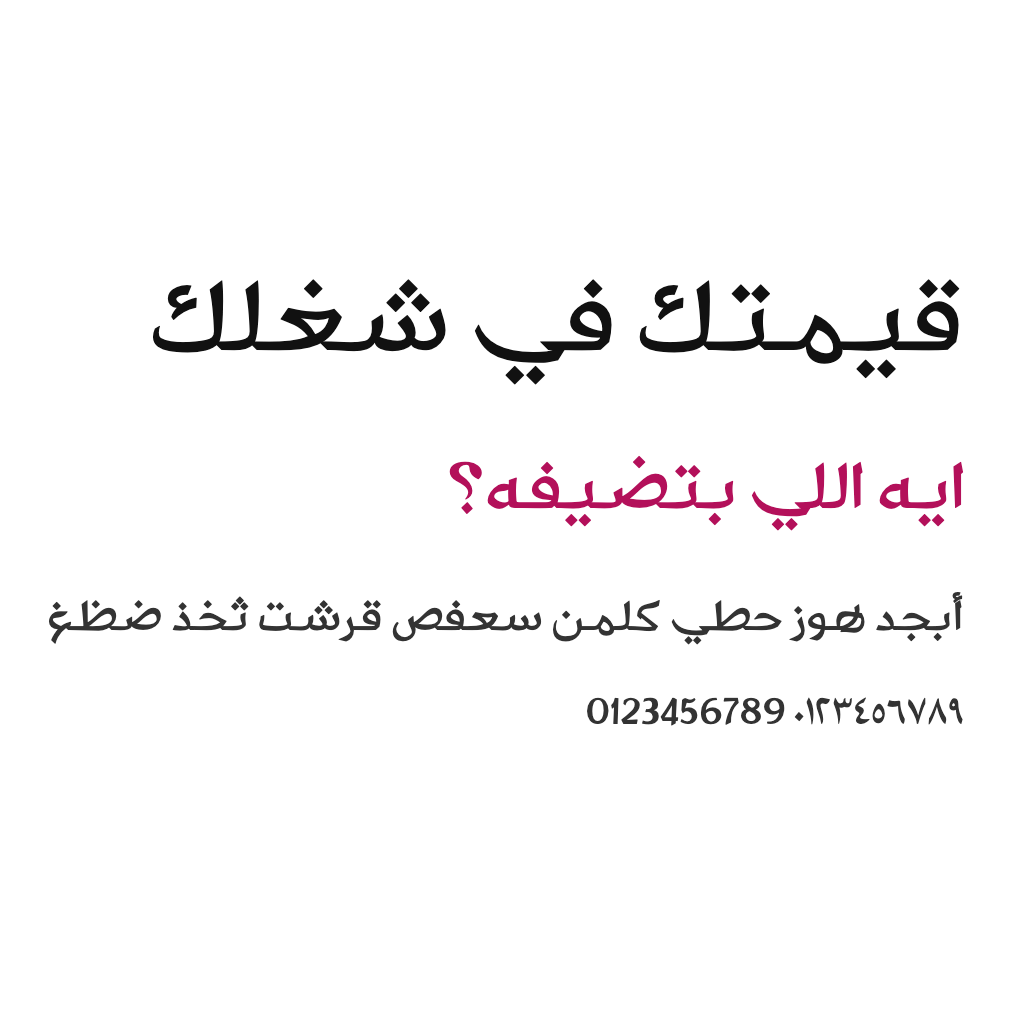 قيمتك في شغلك
ايه اللي بتضيفه؟
أبجد هوز حطي كلمن سعفص قرشت ثخذ ضظغ
٠١٢٣٤٥٦٧٨٩ 0123456789